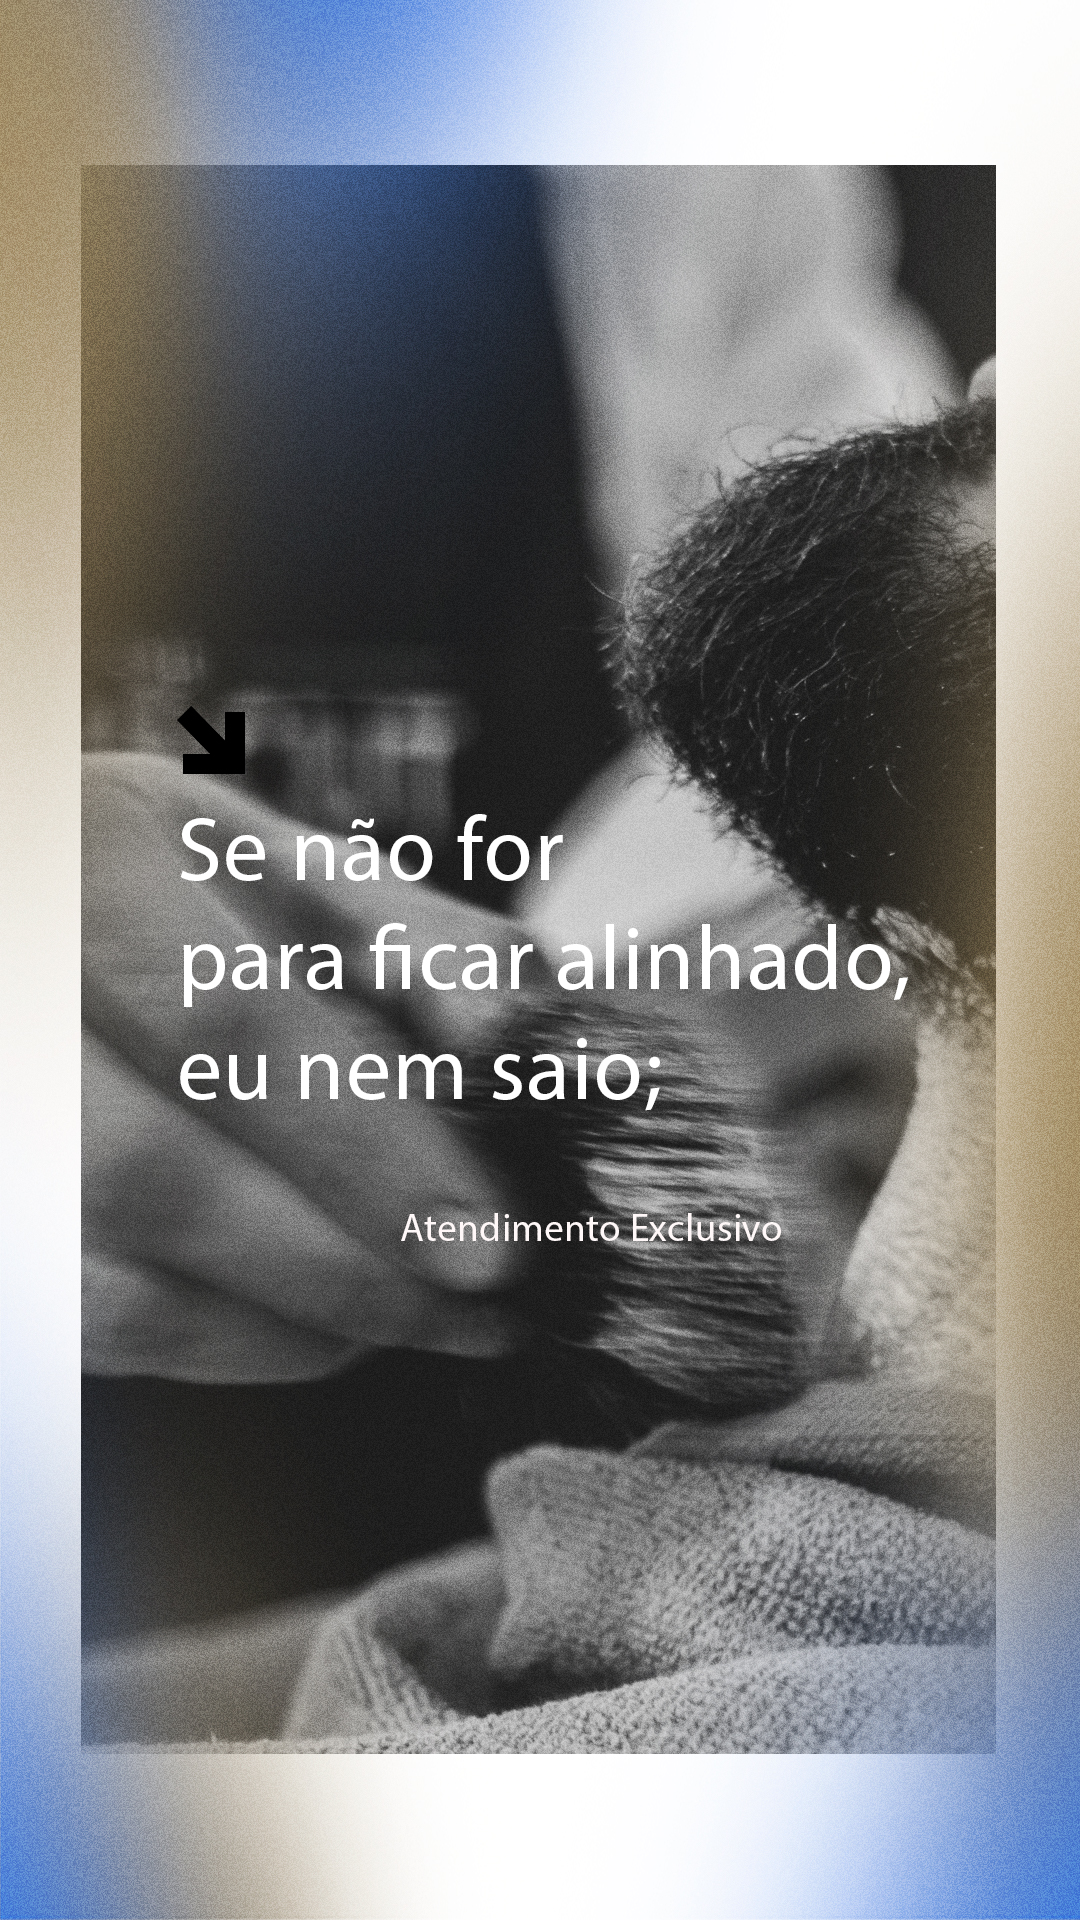 Se não for
para ficar alinhado,
eu nem saio;
Atendimento Exclusivo